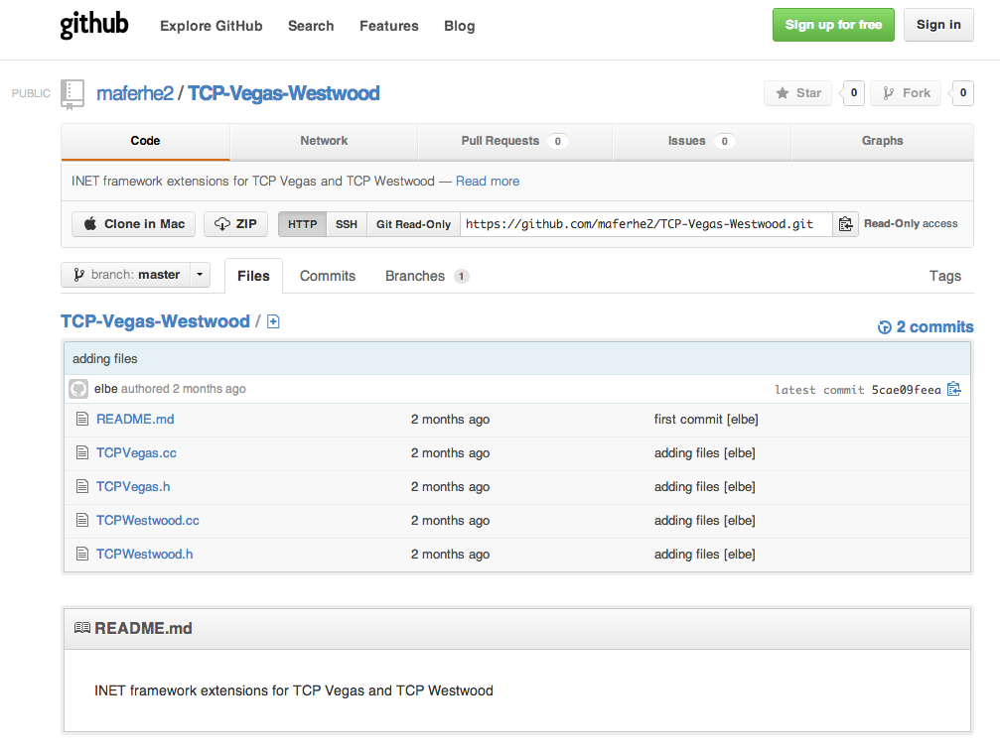 github Explore GitHub Search Features Blog Sign up for free Sign in
PUBLIC maferhe2 / TCP-Vegas-Westwood Star 0 Fork 0
Code Network Pull Requests 0 Issues 0 Graphs
INET framework extensions for TCP Vegas and TCP Westwood — Read more
Clone in Mac ZIP HTTP SSH Git Read-Only https://github.com/maferhe2/TCP-Vegas-Westwood.git Read-Only access
branch: master Files Commits Branches 1 Tags
TCP-Vegas-Westwood / 2 commits
adding files
elbe authored 2 months ago latest commit 5cae09feea
README.md 2 months ago first commit [elbe]
TCPVegas.cc 2 months ago adding files [elbe]
TCPVegas.h 2 months ago adding files [elbe]
TCPWestwood.cc 2 months ago adding files [elbe]
TCPWestwood.h 2 months ago adding files [elbe]
README.md
INET framework extensions for TCP Vegas and TCP Westwood